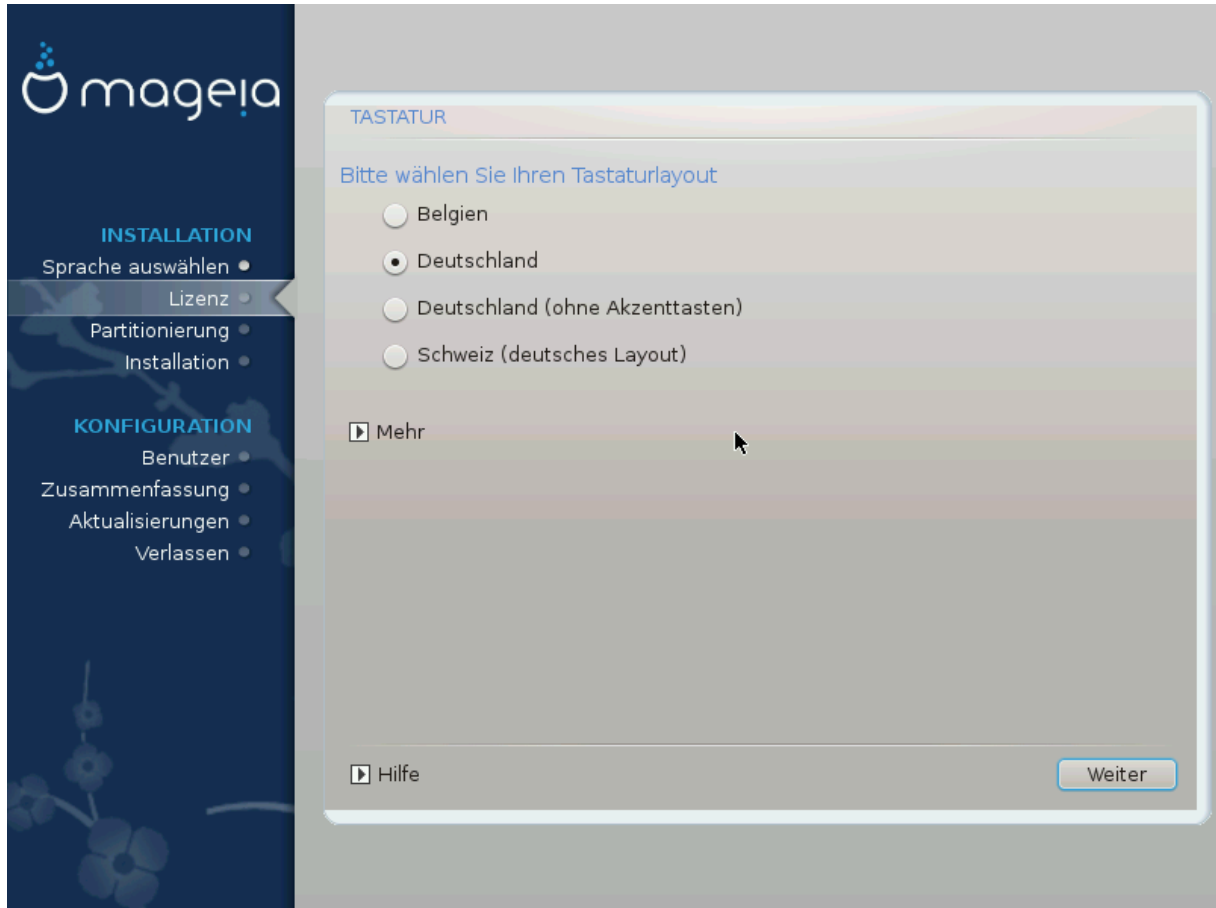 mageia
INSTALLATION
Sprache auswählen
Lizenz
Partitionierung
Installation
KONFIGURATION
Benutzer
Zusammenfassung
Aktualisierungen
Verlassen
TASTATUR
Bitte wählen Sie Ihren Tastaturlayout
Belgien
Deutschland
Deutschland (ohne Akzenttasten)
Schweiz (deutsches Layout)
Mehr
Hilfe
Weiter